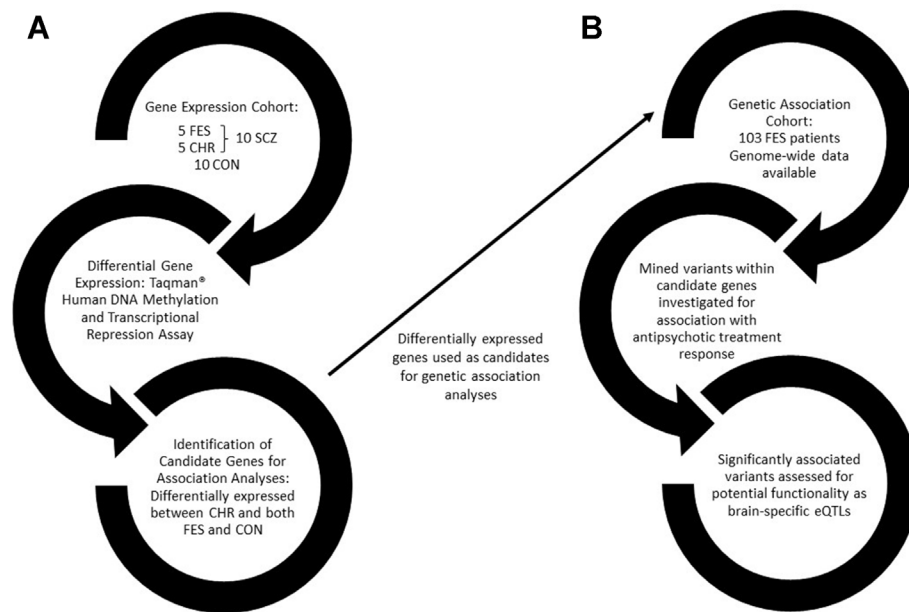 A
Gene Expression Cohort:
5 FES
5 CHR
10 SCZ
10 CON
Differential Gene
Expression: Taqman®
Human DNA Methylation
and Transcriptional
Repression Assay
Identification of
Candidate Genes for
Association Analyses:
Differentially expressed
between CHR and both
FES and CON
Differentially expressed
genes used as candidates
for genetic association
analyses
B
Genetic Association
Cohort:
103 FES patients
Genome-wide data
available
Mined variants within
candidate genes
investigated for
association with
antipsychotic treatment
response
Significantly associated
variants assessed for
potential functionality as
brain-specific eQTLs